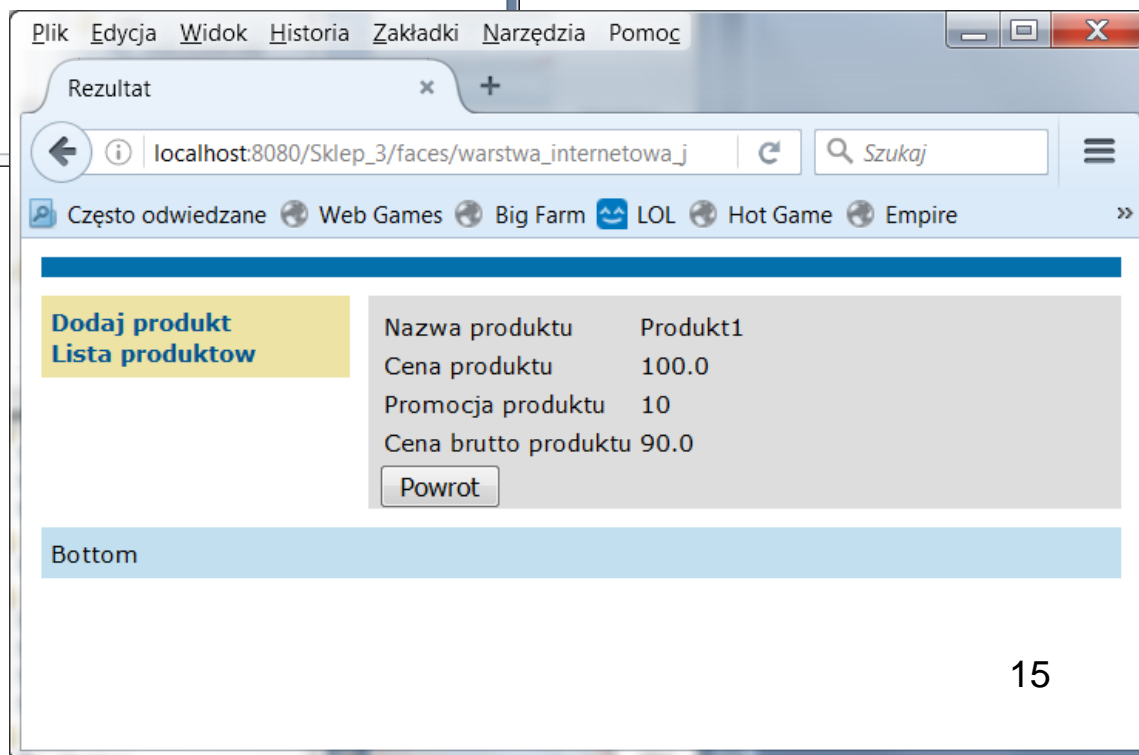 Plik Edycja Widok Historia Zakładki Narzędzia Pomoc
Rezultat
localhost:8080/Sklep_3/faces/warstwa_internetowa_j Szukaj
Często odwiedzane Web Games Big Farm LOL Hot Game Empire »
Dodaj produkt
Lista produktow
Nazwa produktu Produkt1
Cena produktu 100.0
Promocja produktu 10
Cena brutto produktu 90.0
Powrot
Bottom
15